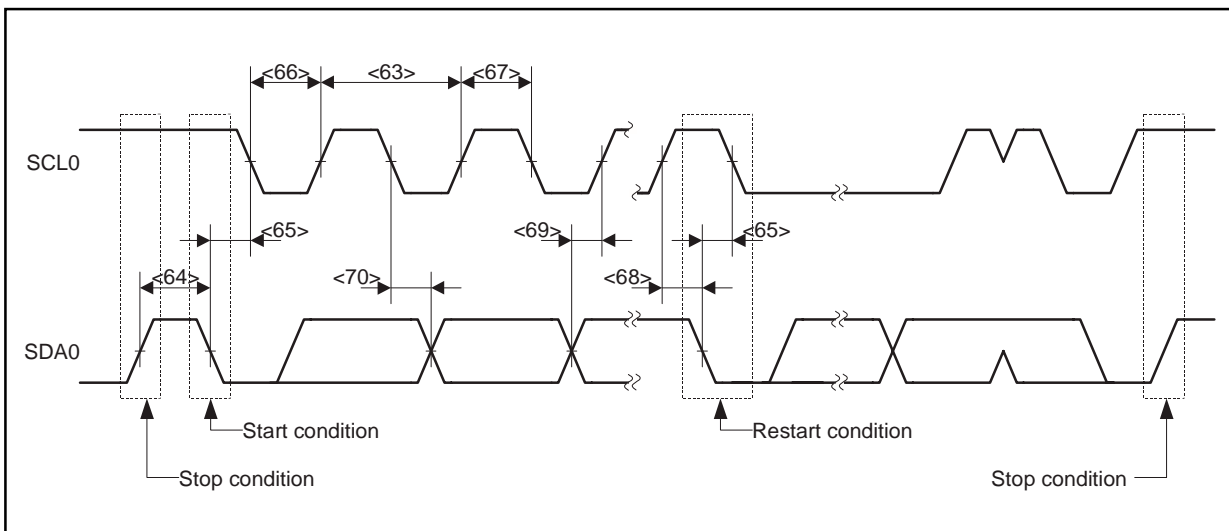 <66> <63> <67>
SCL0
<65> <69> <65>
<64> <70> <68>
SDA0
Start condition Restart condition
Stop condition Stop condition